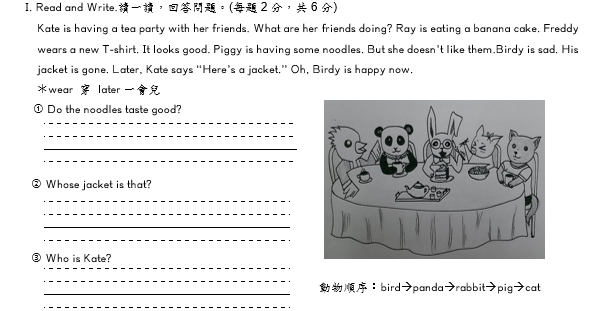 I. Read and Write.讀一讀，回答問題。(每題 2 分，共 6 分)
Kate is having a tea party with her friends. What are her friends doing? Ray is eating a banana cake. Freddy
wears a new T-shirt. It looks good. Piggy is having some noodles. But she doesn't like them.Birdy is sad. His
jacket is gone. Later, Kate says "Here's a jacket." Oh, Birdy is happy now.
＊wear 穿 later 一會兒
① Do the noodles taste good?
② Whose jacket is that?
③ Who is Kate?
動物順序：bird→panda→rabbit→pig→cat